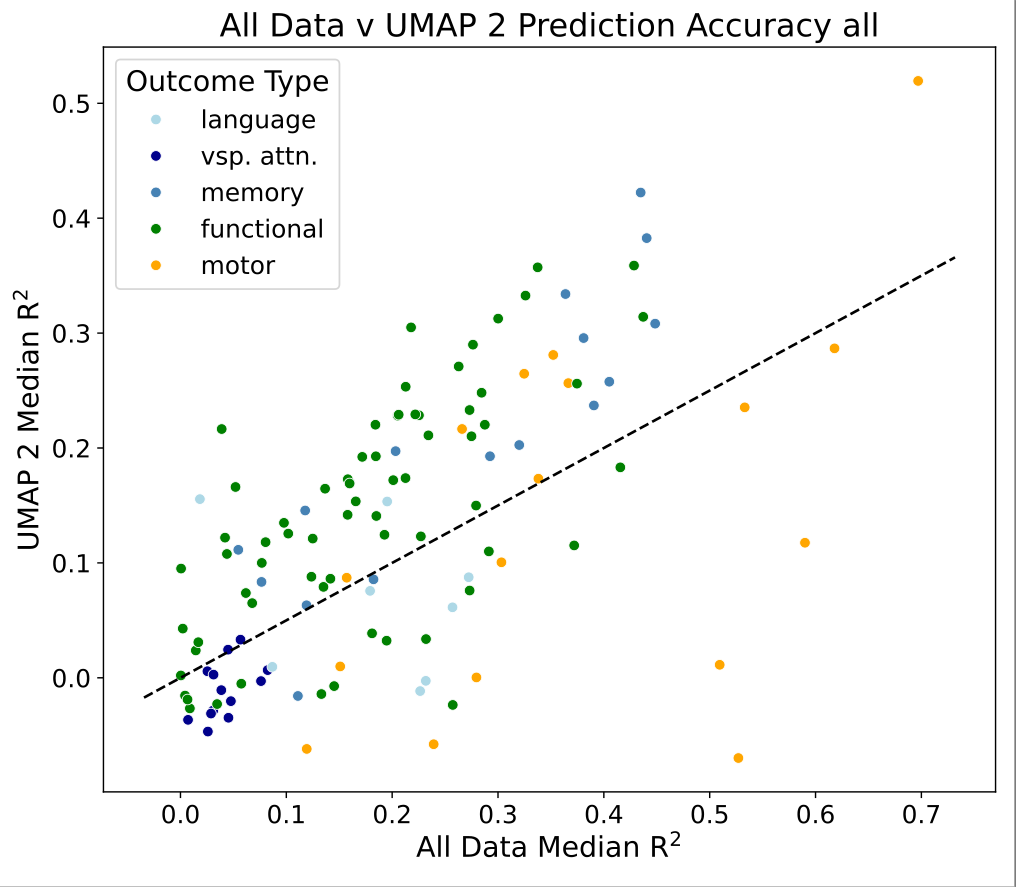 All Data v UMAP 2 Prediction Accuracy all
Outcome Type
language
vsp. attn.
memory
functional
motor
UMAP 2 Median R²
0.5
0.4
0.3
0.2
0.1
0.0
0.0 0.1 0.2 0.3 0.4 0.5 0.6 0.7
All Data Median R²